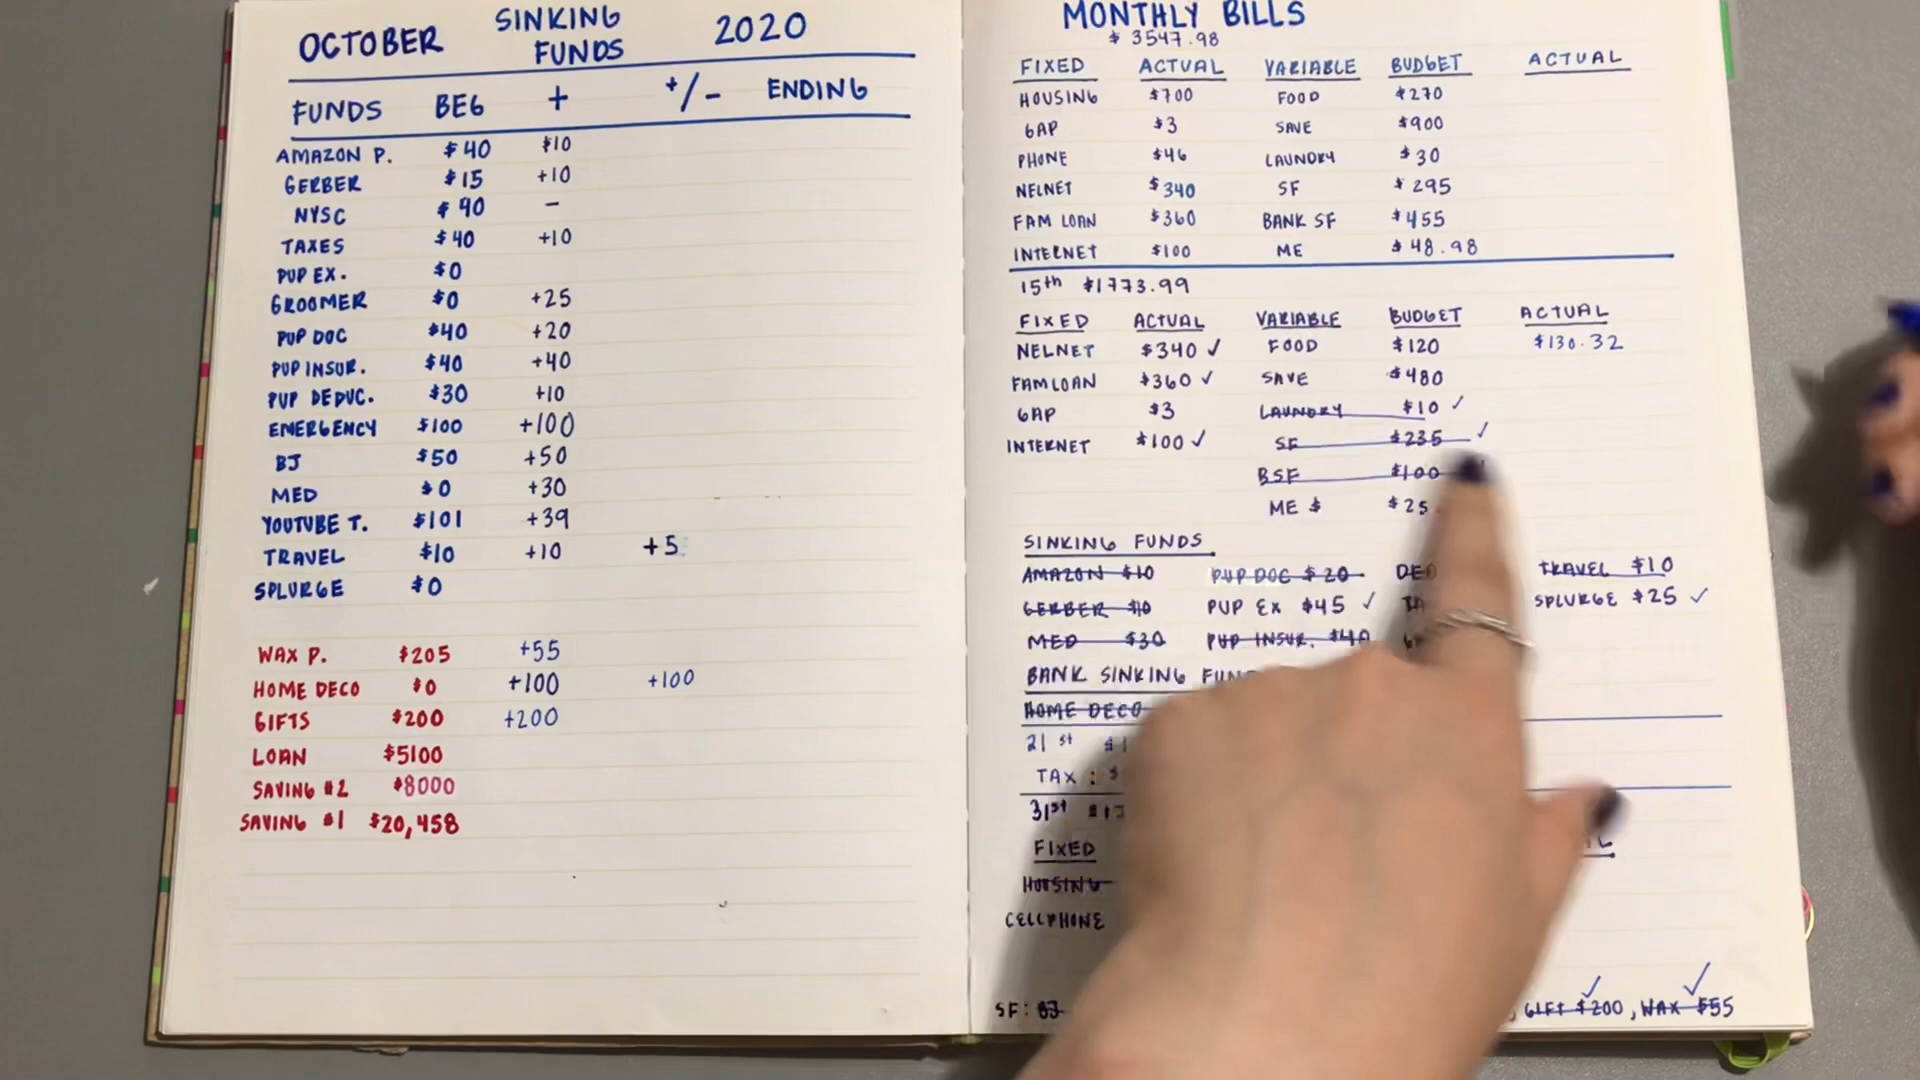 OCTOBER SINKING FUNDS 2020
FUNDS BEG + +/- ENDING
AMAZON P. $40 $10
GERBER $15 +10
NYSC $90 -
TAXES $40 +10
PUP EX. $0
GROOMER $0 +25
PUP DOC $40 +20
PUP INSUR. $40 +40
PUP DEDUC. $30 +10
EMERGENCY $100 +100
BJ $50 +50
MED $0 +30
YOUTUBE T. $101 +39
TRAVEL $10 +10 +5
SPLURGE $0
WAX P. $205 +55
HOME DECO $0 +100 +100
GIFTS $200 +200
LOAN $5100
SAVING #2 $8000
SAVING #1 $20,458
MONTHLY BILLS
$3547.98
FIXED ACTUAL VARIABLE BUDGET ACTUAL
HOUSING $700 FOOD $270
GAP $3 SAVE $900
PHONE $46 LAUNDRY $30
NELNET $340 SF $295
FAM LOAN $360 BANK SF $455
INTERNET $100 ME $48.98
15th $1773.99
FIXED ACTUAL VARIABLE BUDGET ACTUAL
NELNET $340 ✓ FOOD $120 $130.32
FAM LOAN $360 ✓ SAVE $480
GAP $3 LAUNDRY $10 ✓
INTERNET $100 ✓ SF $235 ✓
BSF $100
ME $ $25
SINKING FUNDS
AMAZON $10 PUP DOC $20 TRAVEL $10
GERBER $10 PUP EX $45 ✓ SPLURGE $25 ✓
MED $30 PUP INSUR. $40
BANK SINKING
HOME DECO
21st
TAX : $
31st
FIXED
HOUSING
CELLPHONE
SF: BJ , GIFT $200, WAX $55